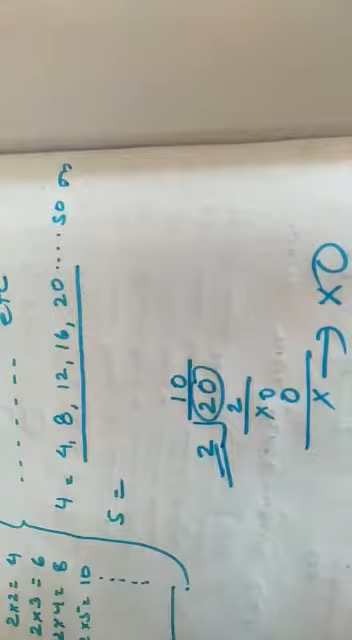 ------- etc
2x2= 4
2x3 = 6
2x4= 8
2x5= 10
4 = 4, 8, 12, 16, 20 ..... so on
5 =
10
2 20
2
x0
0
x → x0